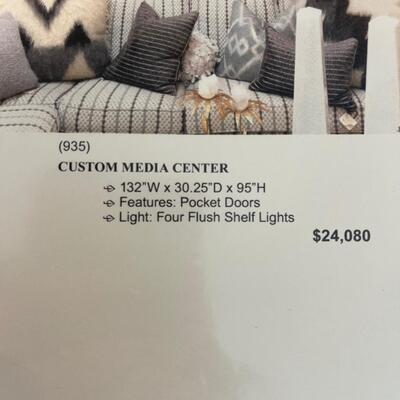 (935)
CUSTOM MEDIA CENTER
132"W x 30.25"D x 95"H
Features: Pocket Doors
Light: Four Flush Shelf Lights
$24,080